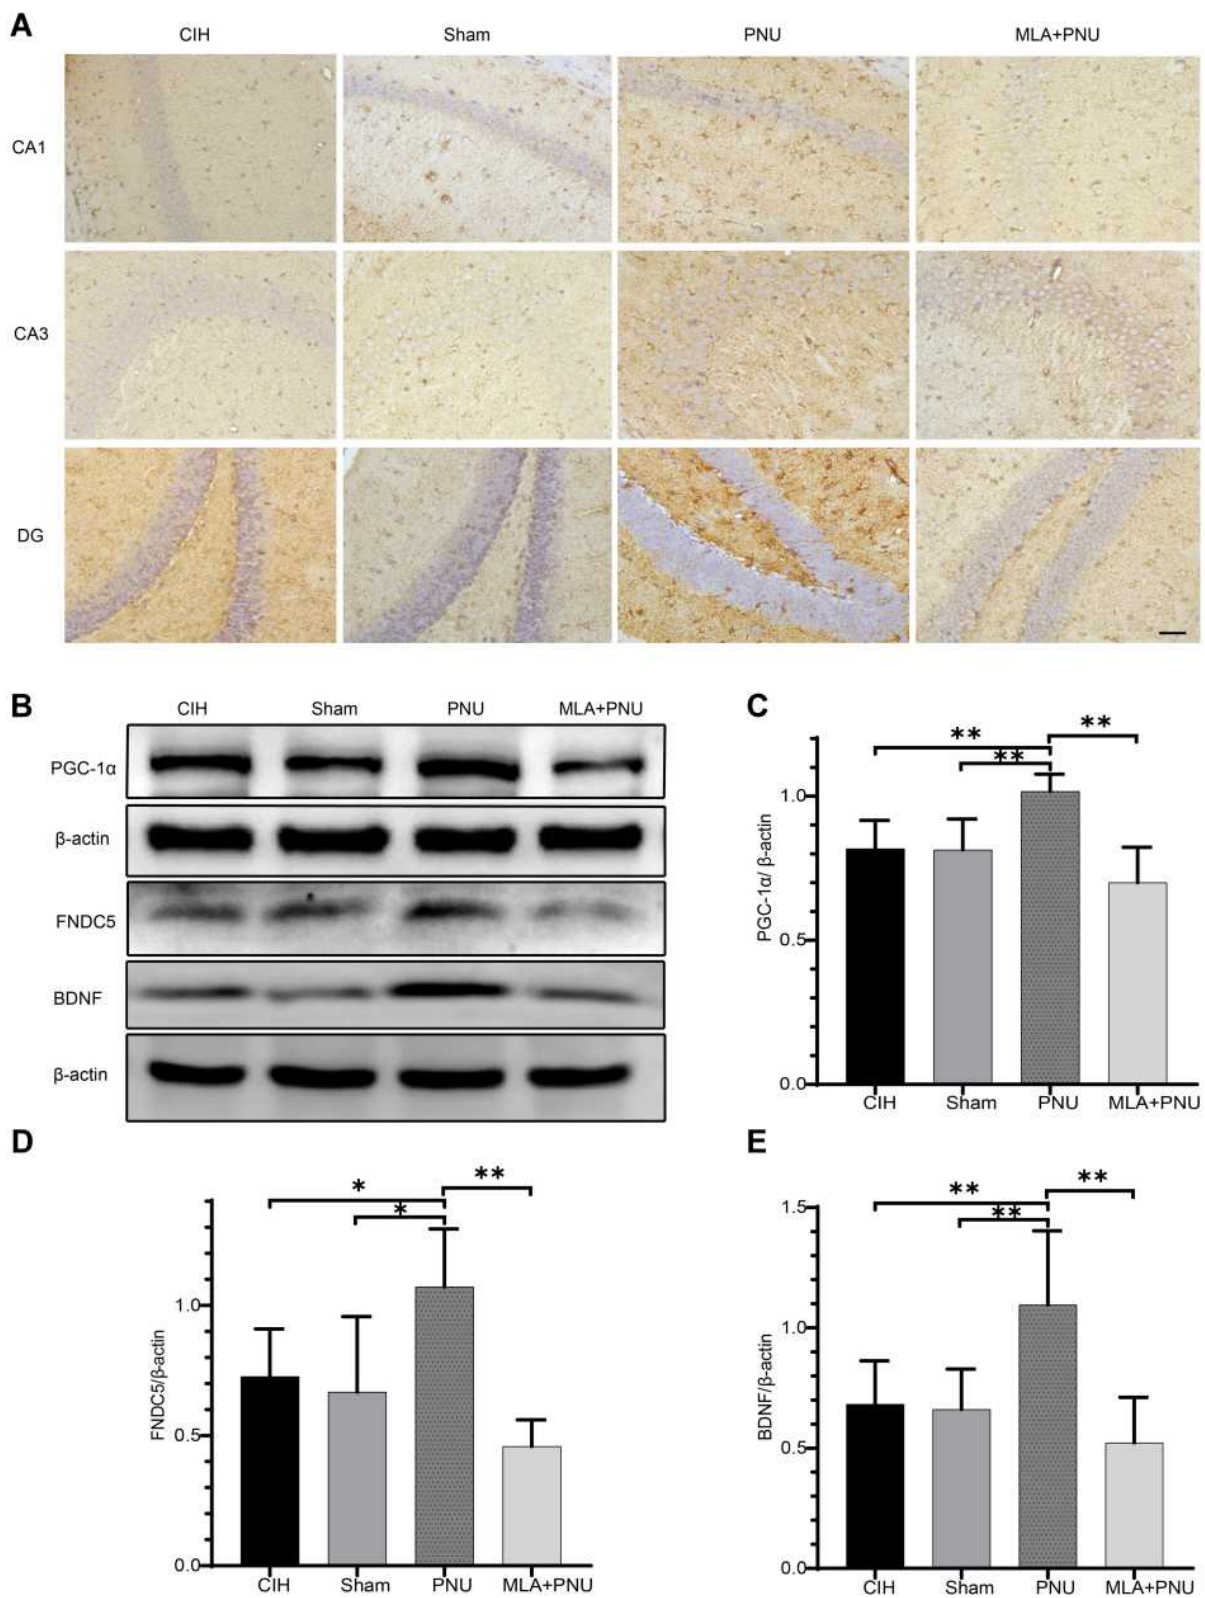 A
CIH Sham PNU MLA+PNU
CA1
CA3
DG
B
CIH Sham PNU MLA+PNU
PGC-1α
β-actin
FNDC5
BDNF
β-actin
C
** **
**
PGC-1α/ β-actin
1.0
0.5
0.0
CIH Sham PNU MLA+PNU
D
* **
*
FNDC5/β-actin
1.0
0.5
0.0
CIH Sham PNU MLA+PNU
E
** **
**
BDNF/β-actin
1.5
1.0
0.5
0.0
CIH Sham PNU MLA+PNU